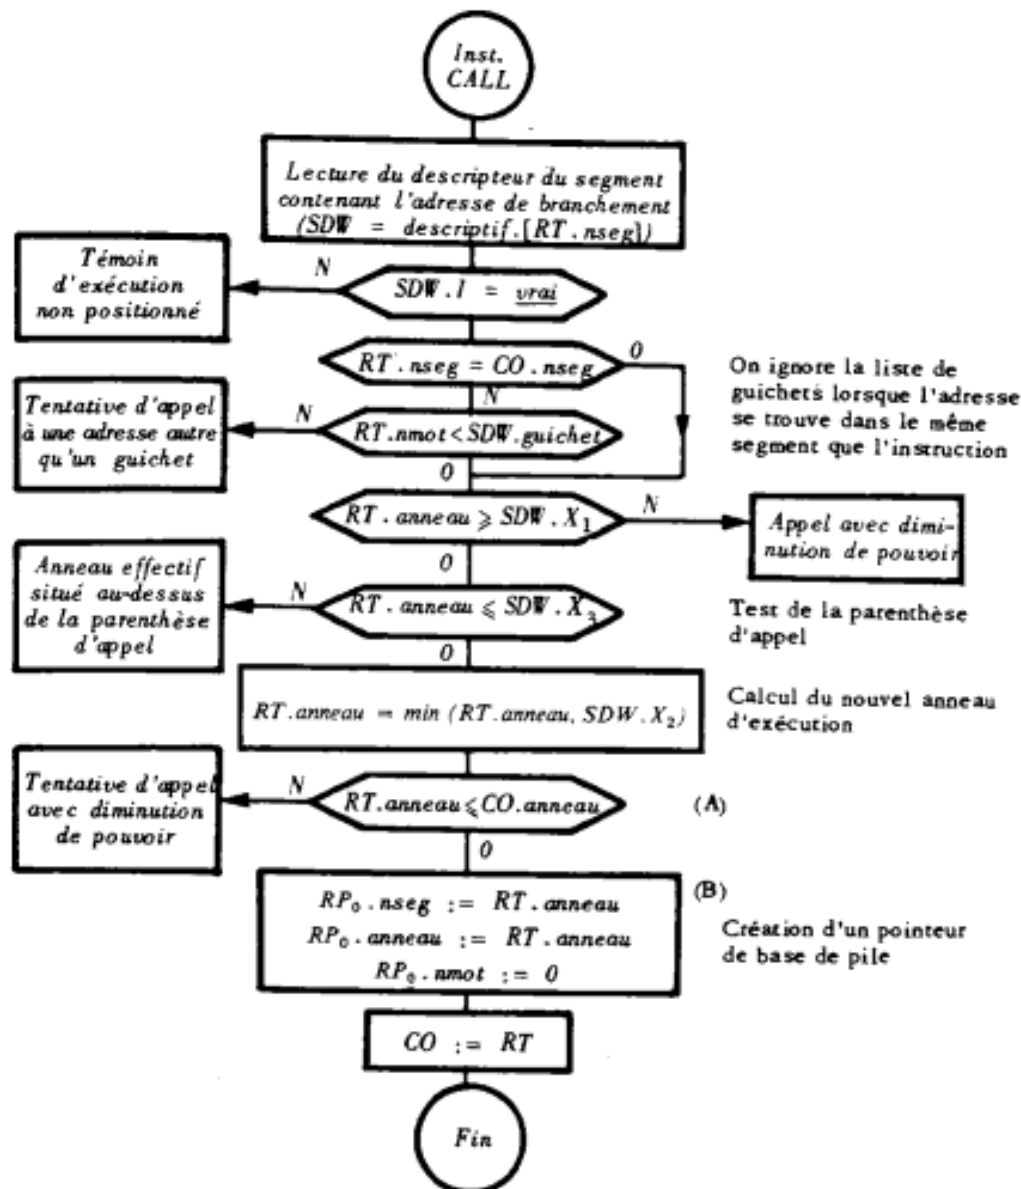 Inst.
CALL
Lecture du descripteur du segment
contenant l'adresse de branchement
(SDW = descriptif.[RT.nseg])
Témoin
d'exécution
non positionné
N
SDW.I = vrai
RT.nseg = CO.nseg
O
On ignore la liste de
guichets lorsque l'adresse
se trouve dans le même
segment que l'instruction
N
Tentative d'appel
à une adresse autre
qu'un guichet
N
RT.nmot<SDW.guichet
O
RT.anneau ⩾ SDW.X₁
N
Appel avec dimi-
nution de pouvoir
O
Anneau effectif
situé au-dessus
de la parenthèse
d'appel
N
RT.anneau ⩽ SDW.X₃
Test de la parenthèse
d'appel
O
RT.anneau = min (RT.anneau, SDW.X₂)
Calcul du nouvel anneau
d'exécution
Tentative d'appel
avec diminution
de pouvoir
N
RT.anneau⩽CO.anneau
(A)
O
(B)
RP₀.nseg := RT.anneau
RP₀.anneau := RT.anneau
RP₀.nmot := 0
Création d'un pointeur
de base de pile
CO := RT
Fin